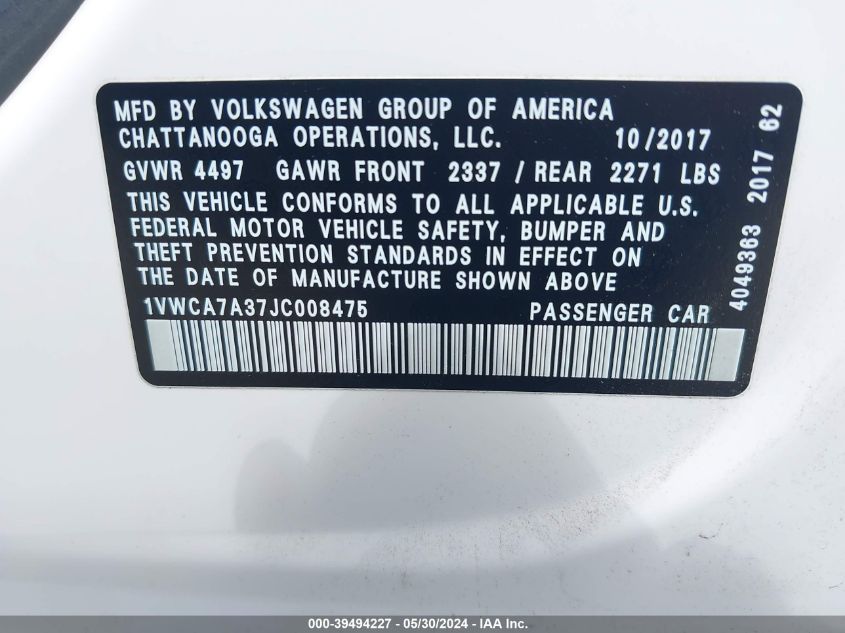 MFD BY VOLKSWAGEN GROUP OF AMERICA
CHATTANOOGA OPERATIONS, LLC. 10/2017
GVWR 4497 GAWR FRONT 2337 / REAR 2271 LBS
THIS VEHICLE CONFORMS TO ALL APPLICABLE U.S.
FEDERAL MOTOR VEHICLE SAFETY, BUMPER AND
THEFT PREVENTION STANDARDS IN EFFECT ON
THE DATE OF MANUFACTURE SHOWN ABOVE
1VWCA7A37JC008475 PASSENGER CAR
4049363 2017 62
000-39494227 - 05/30/2024 - IAA Inc.